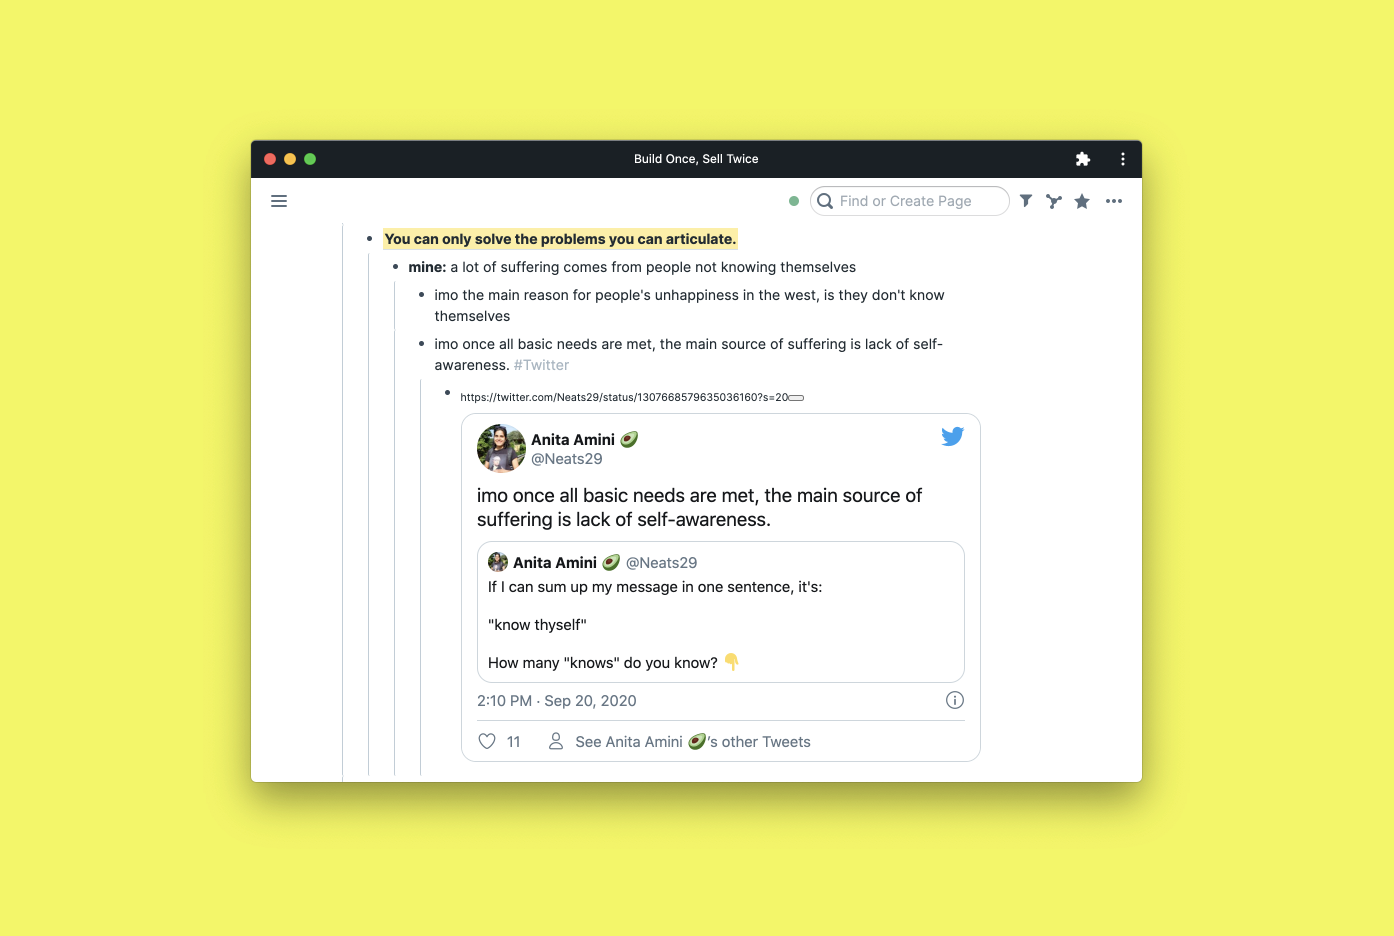 Build Once, Sell Twice
Find or Create Page
You can only solve the problems you can articulate.
mine: a lot of suffering comes from people not knowing themselves
imo the main reason for people's unhappiness in the west, is they don't know
themselves
imo once all basic needs are met, the main source of suffering is lack of self-
awareness. #Twitter
https://twitter.com/Neats29/status/1307668579635036160?s=20
Anita Amini 🥑
@Neats29
imo once all basic needs are met, the main source of
suffering is lack of self-awareness.
Anita Amini 🥑 @Neats29
If I can sum up my message in one sentence, it's:
"know thyself"
How many "knows" do you know? 👇
2:10 PM · Sep 20, 2020
11 See Anita Amini 🥑's other Tweets